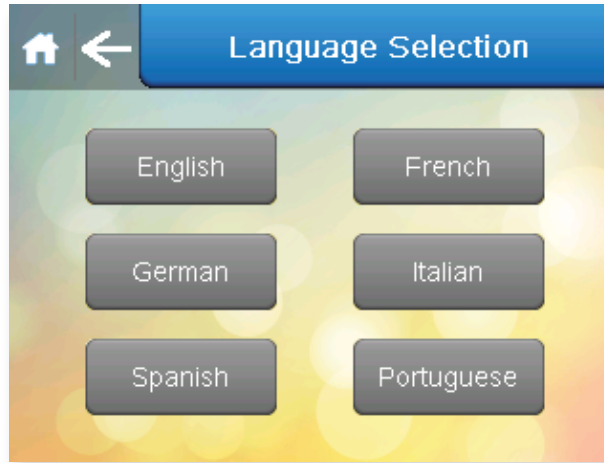 Language Selection
English
French
German
Italian
Spanish
Portuguese